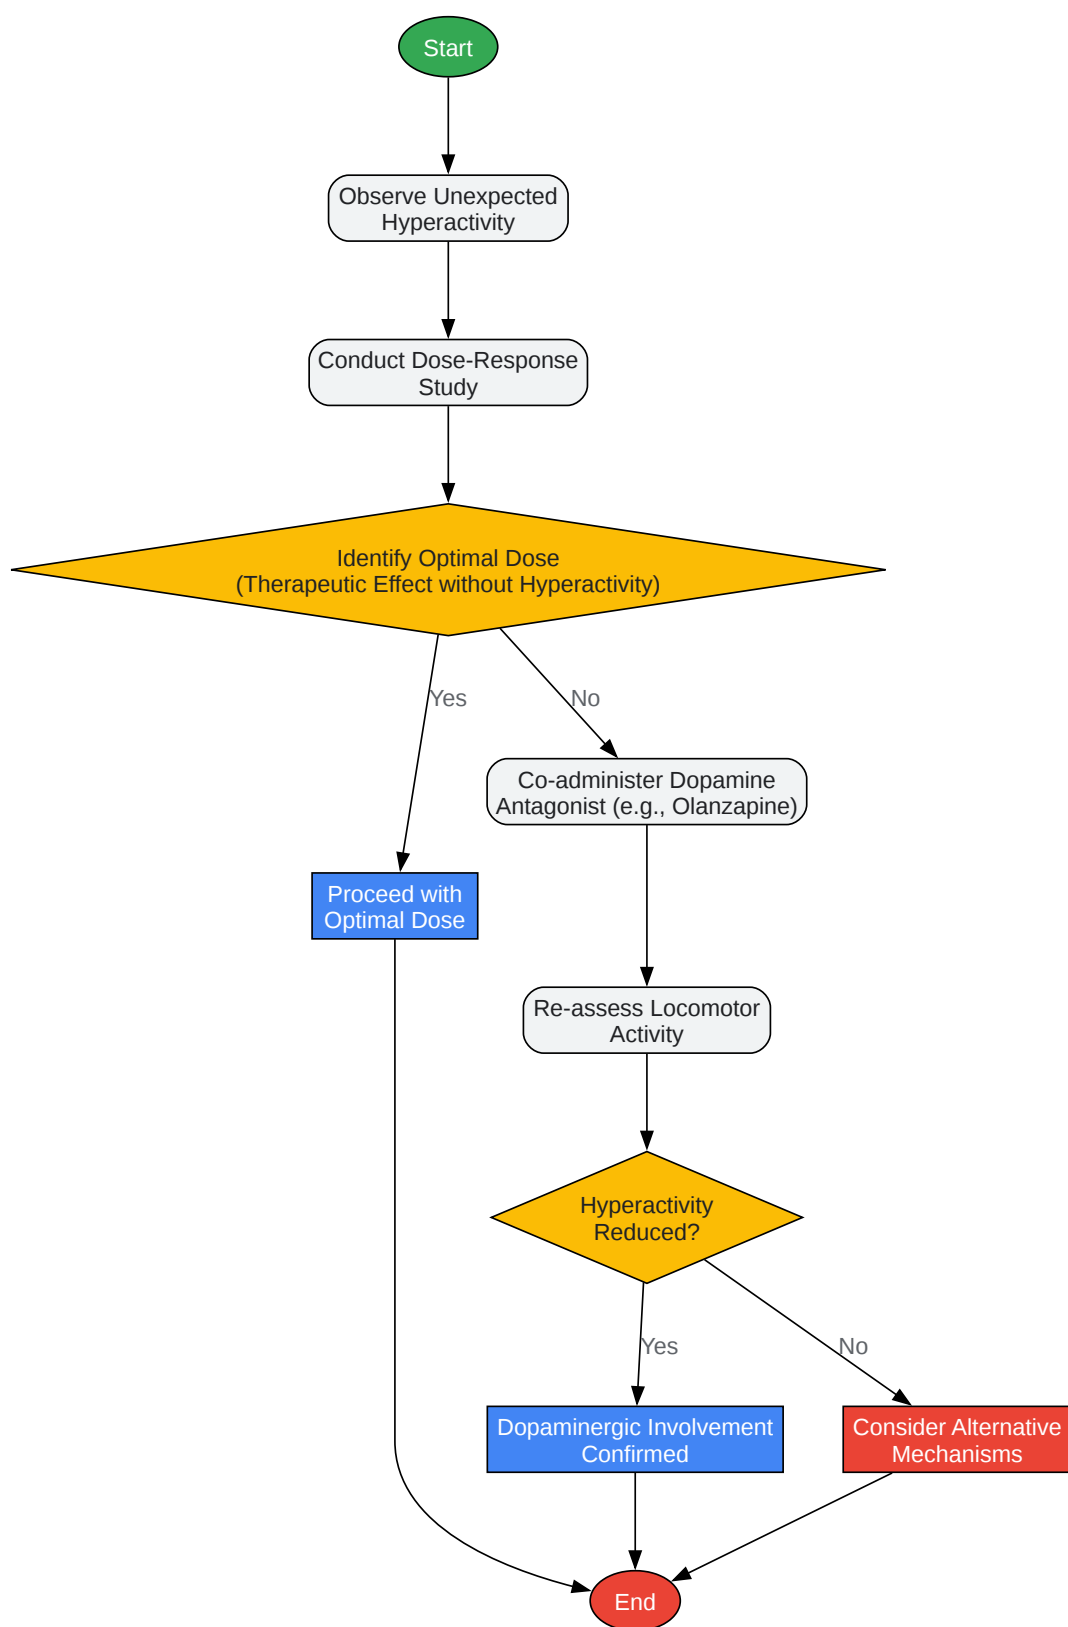 Start
Observe Unexpected
Hyperactivity
Conduct Dose-Response
Study
Identify Optimal Dose
(Therapeutic Effect without Hyperactivity)
Yes
No
Co-administer Dopamine
Antagonist (e.g., Olanzapine)
Proceed with
Optimal Dose
Re-assess Locomotor
Activity
Hyperactivity
Reduced?
Yes
No
Dopaminergic Involvement
Confirmed
Consider Alternative
Mechanisms
End